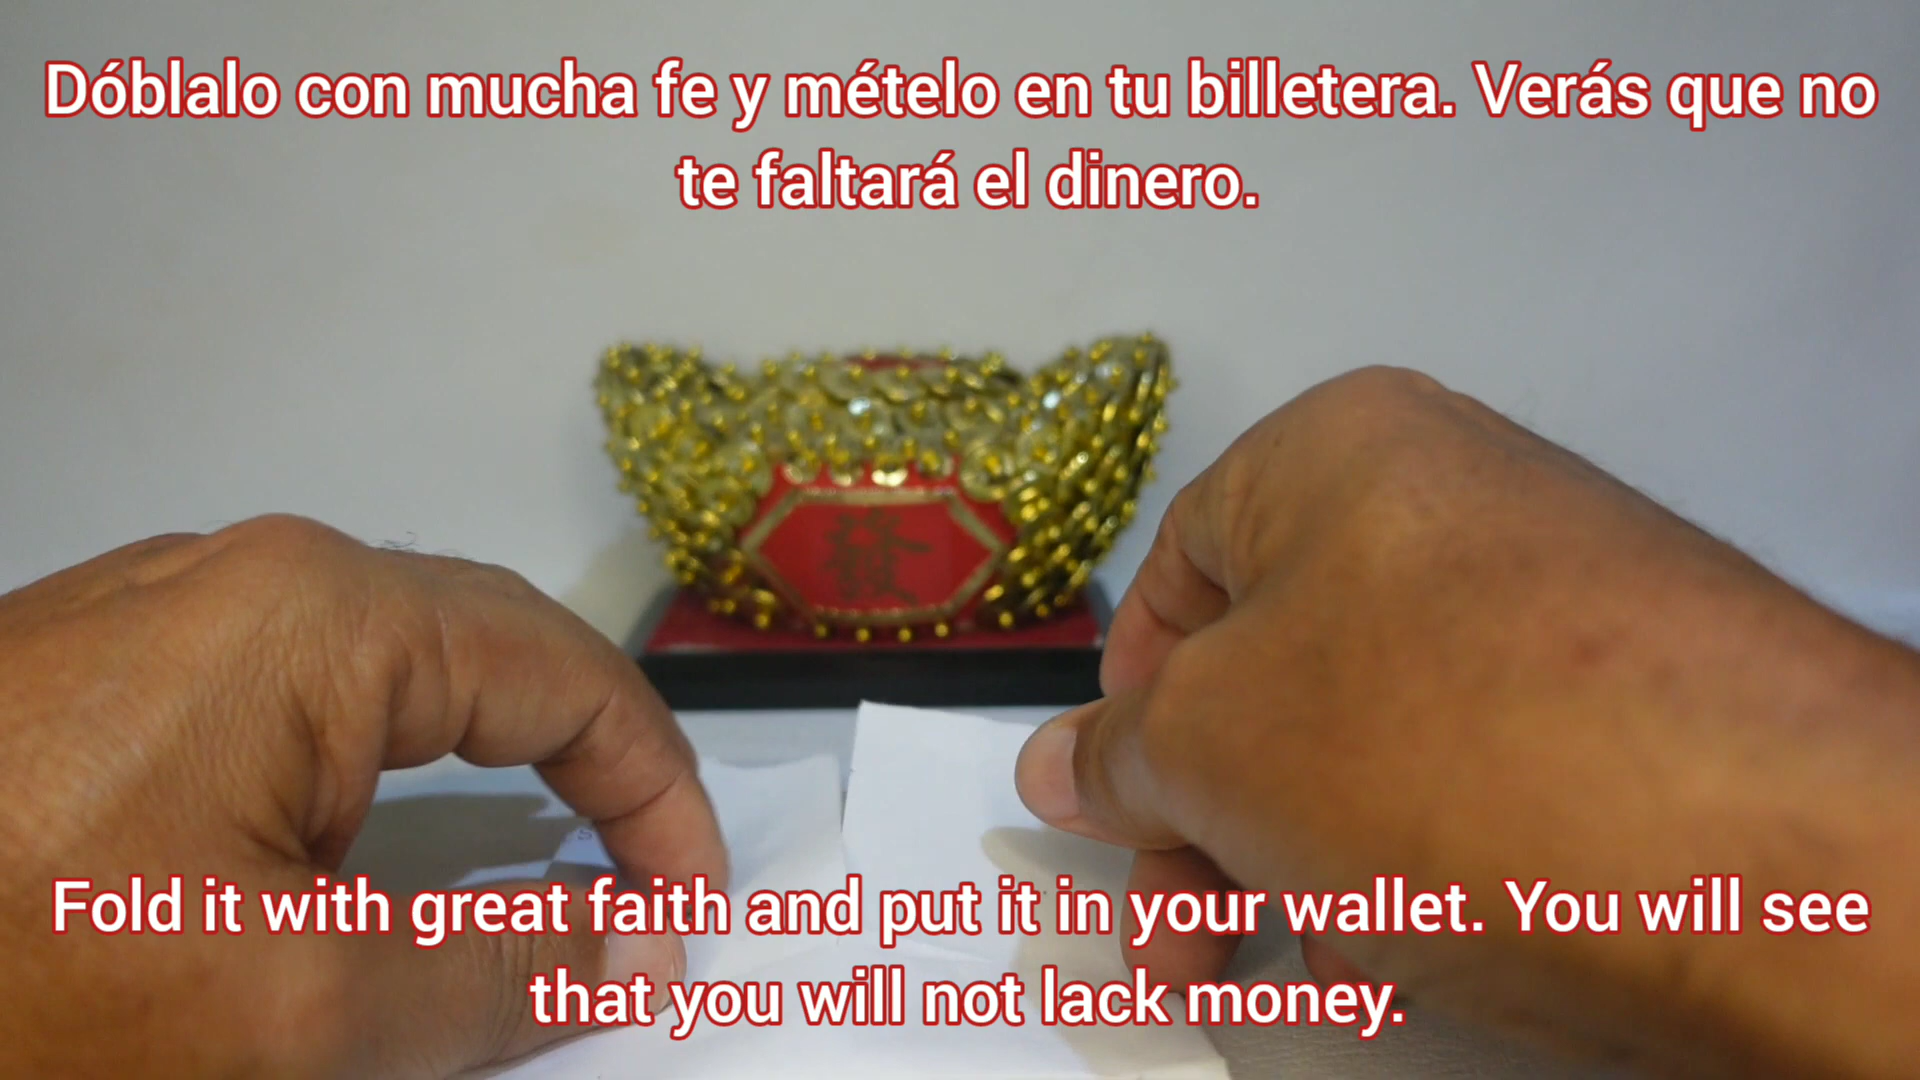 Dóblalo con mucha fe y mételo en tu billetera. Verás que no
te faltará el dinero.
發
Fold it with great faith and put it in your wallet. You will see
that you will not lack money.